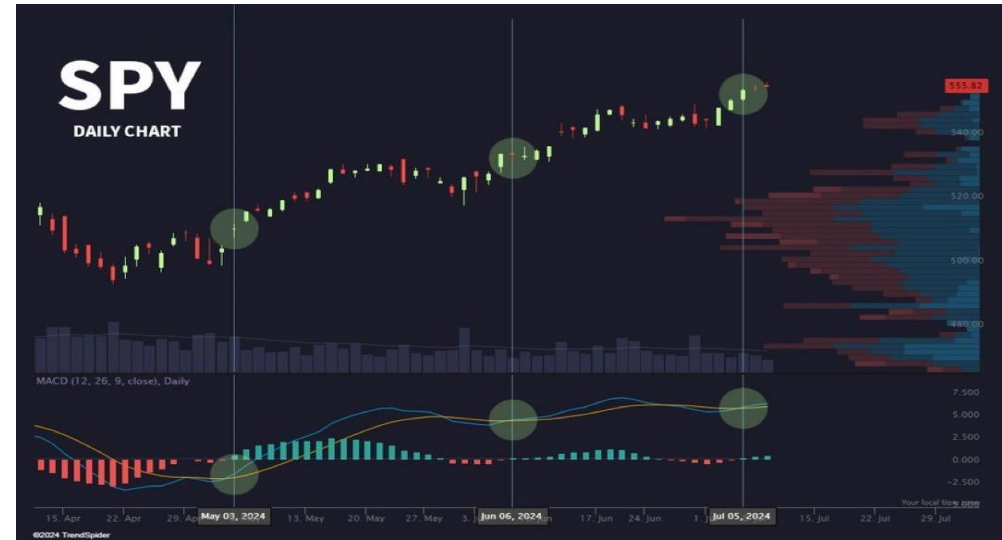 SPY
DAILY CHART
555.82
540.00
520.00
500.00
480.00
MACD (12, 26, 9, close), Daily
7.500
5.000
2.500
0.000
-2.500
Your local time
15. Apr 22. Apr 29. May 03, 2024 13. May 20. May 27. May 3. Jun 06, 2024 17. Jun 24. Jun 1. Jul 05, 2024 15. Jul 22. Jul 29. Jul
©2024 TrendSpider